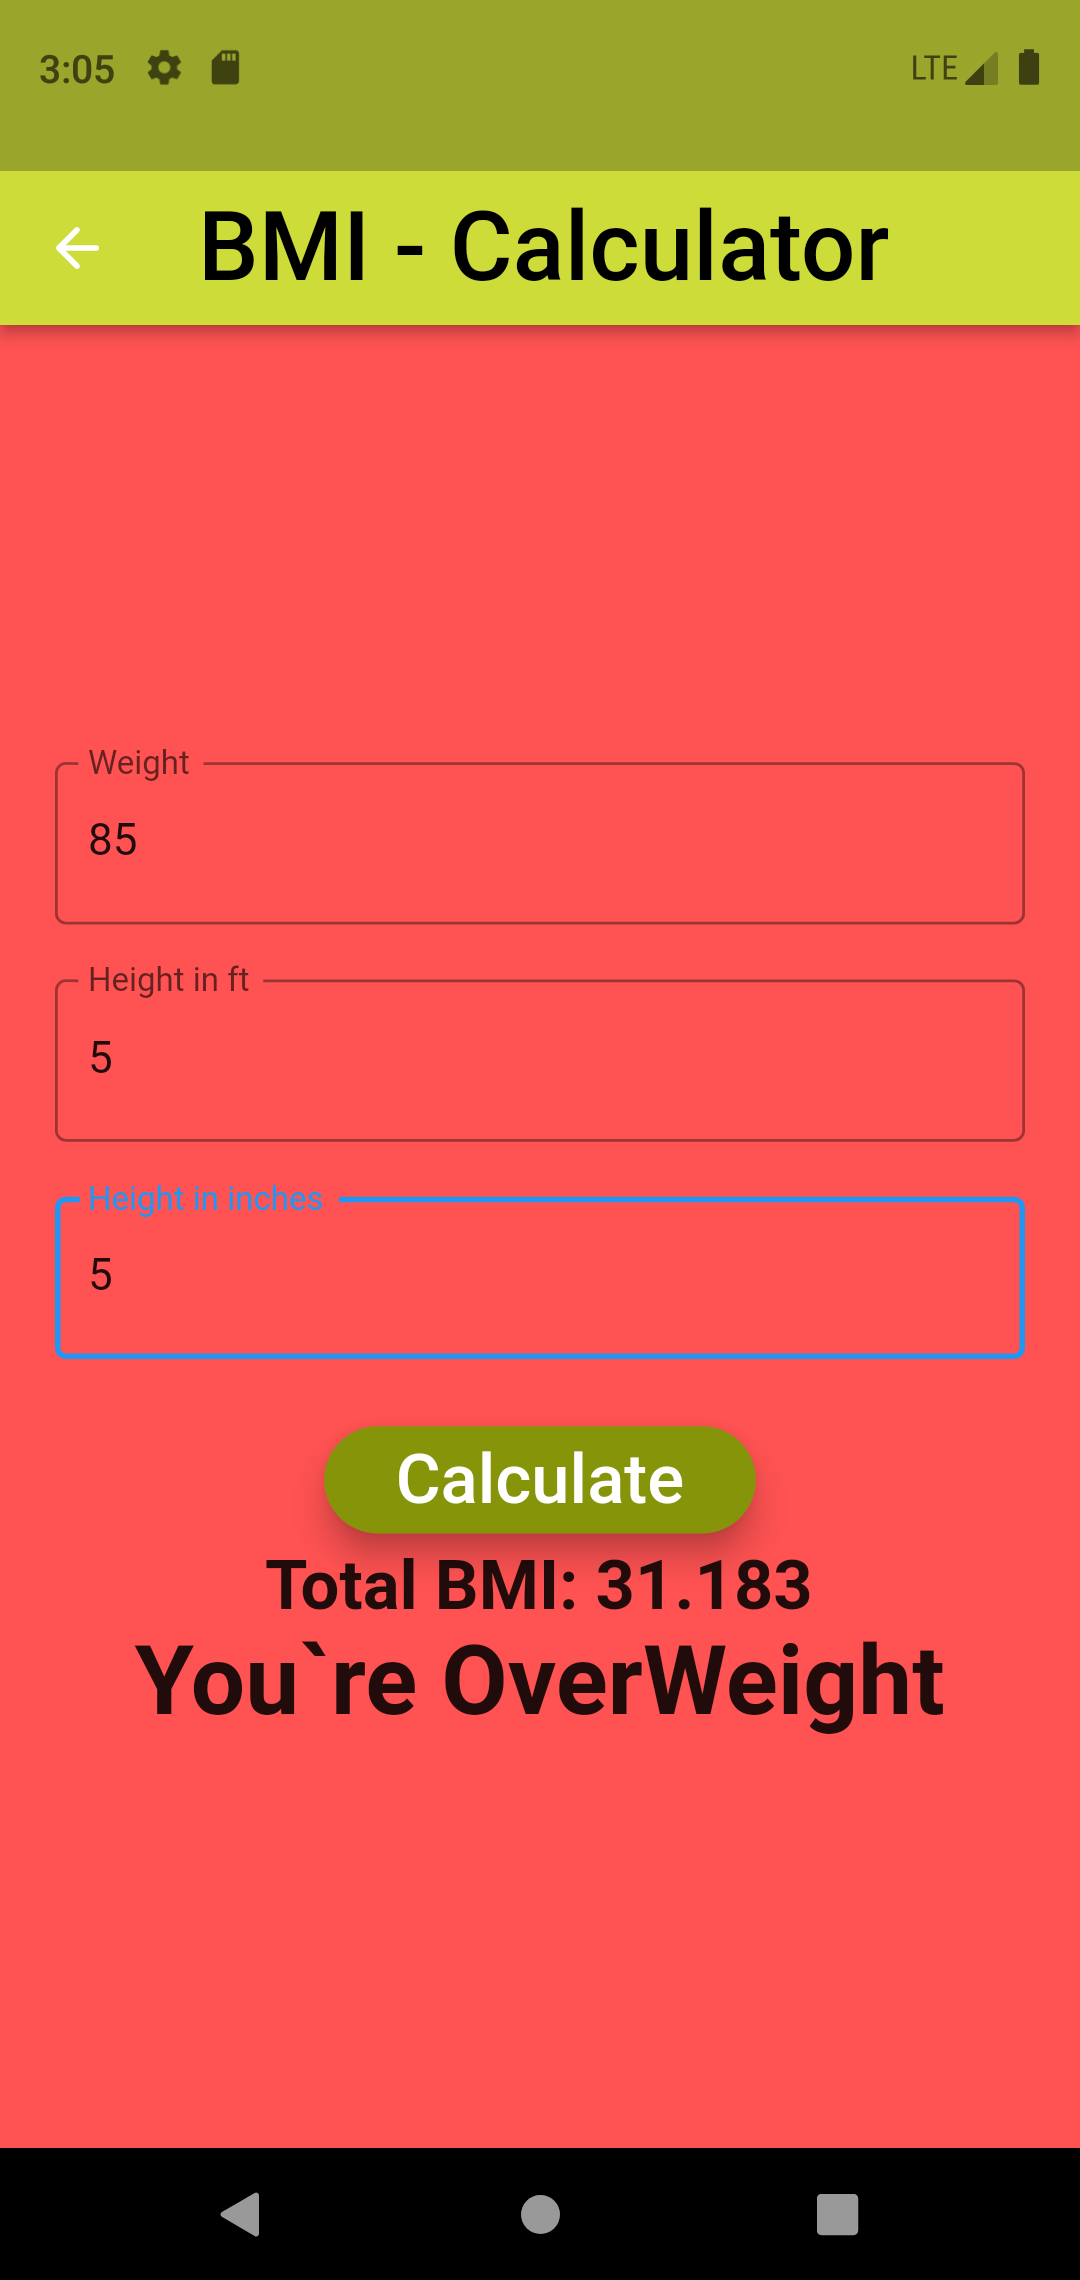 3:05 LTE
BMI - Calculator
Weight
85
Height in ft
5
Height in inches
5
Calculate
Total BMI: 31.183
You`re OverWeight